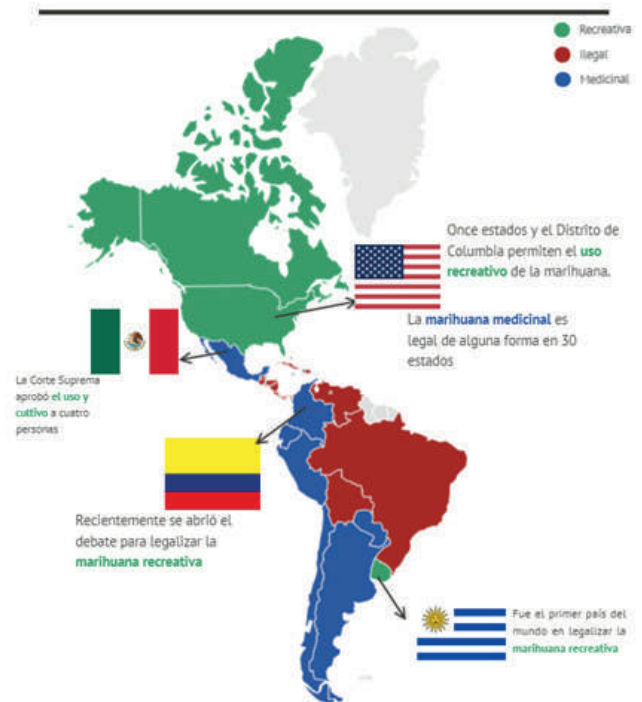 Recreativa
Ilegal
Medicinal
Once estados y el Distrito de
Columbia permiten el uso
recreativo de la marihuana.
La marihuana medicinal es
legal de alguna forma en 30
estados
La Corte Suprema
aprobó el uso y
cultivo a cuatro
personas
Recientemente se abrió el
debate para legalizar la
marihuana recreativa
Fue el primer país del
mundo en legalizar la
marihuana recreativa